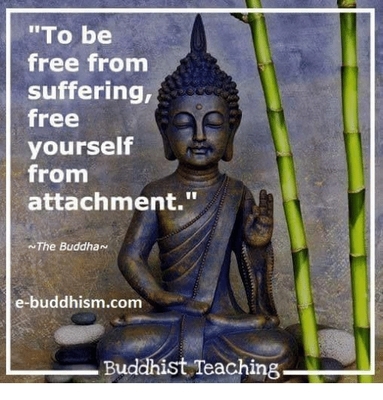 "To be
free from
suffering,
free
yourself
from
attachment."
~The Buddha~
e-buddhism.com
Buddhist Teaching